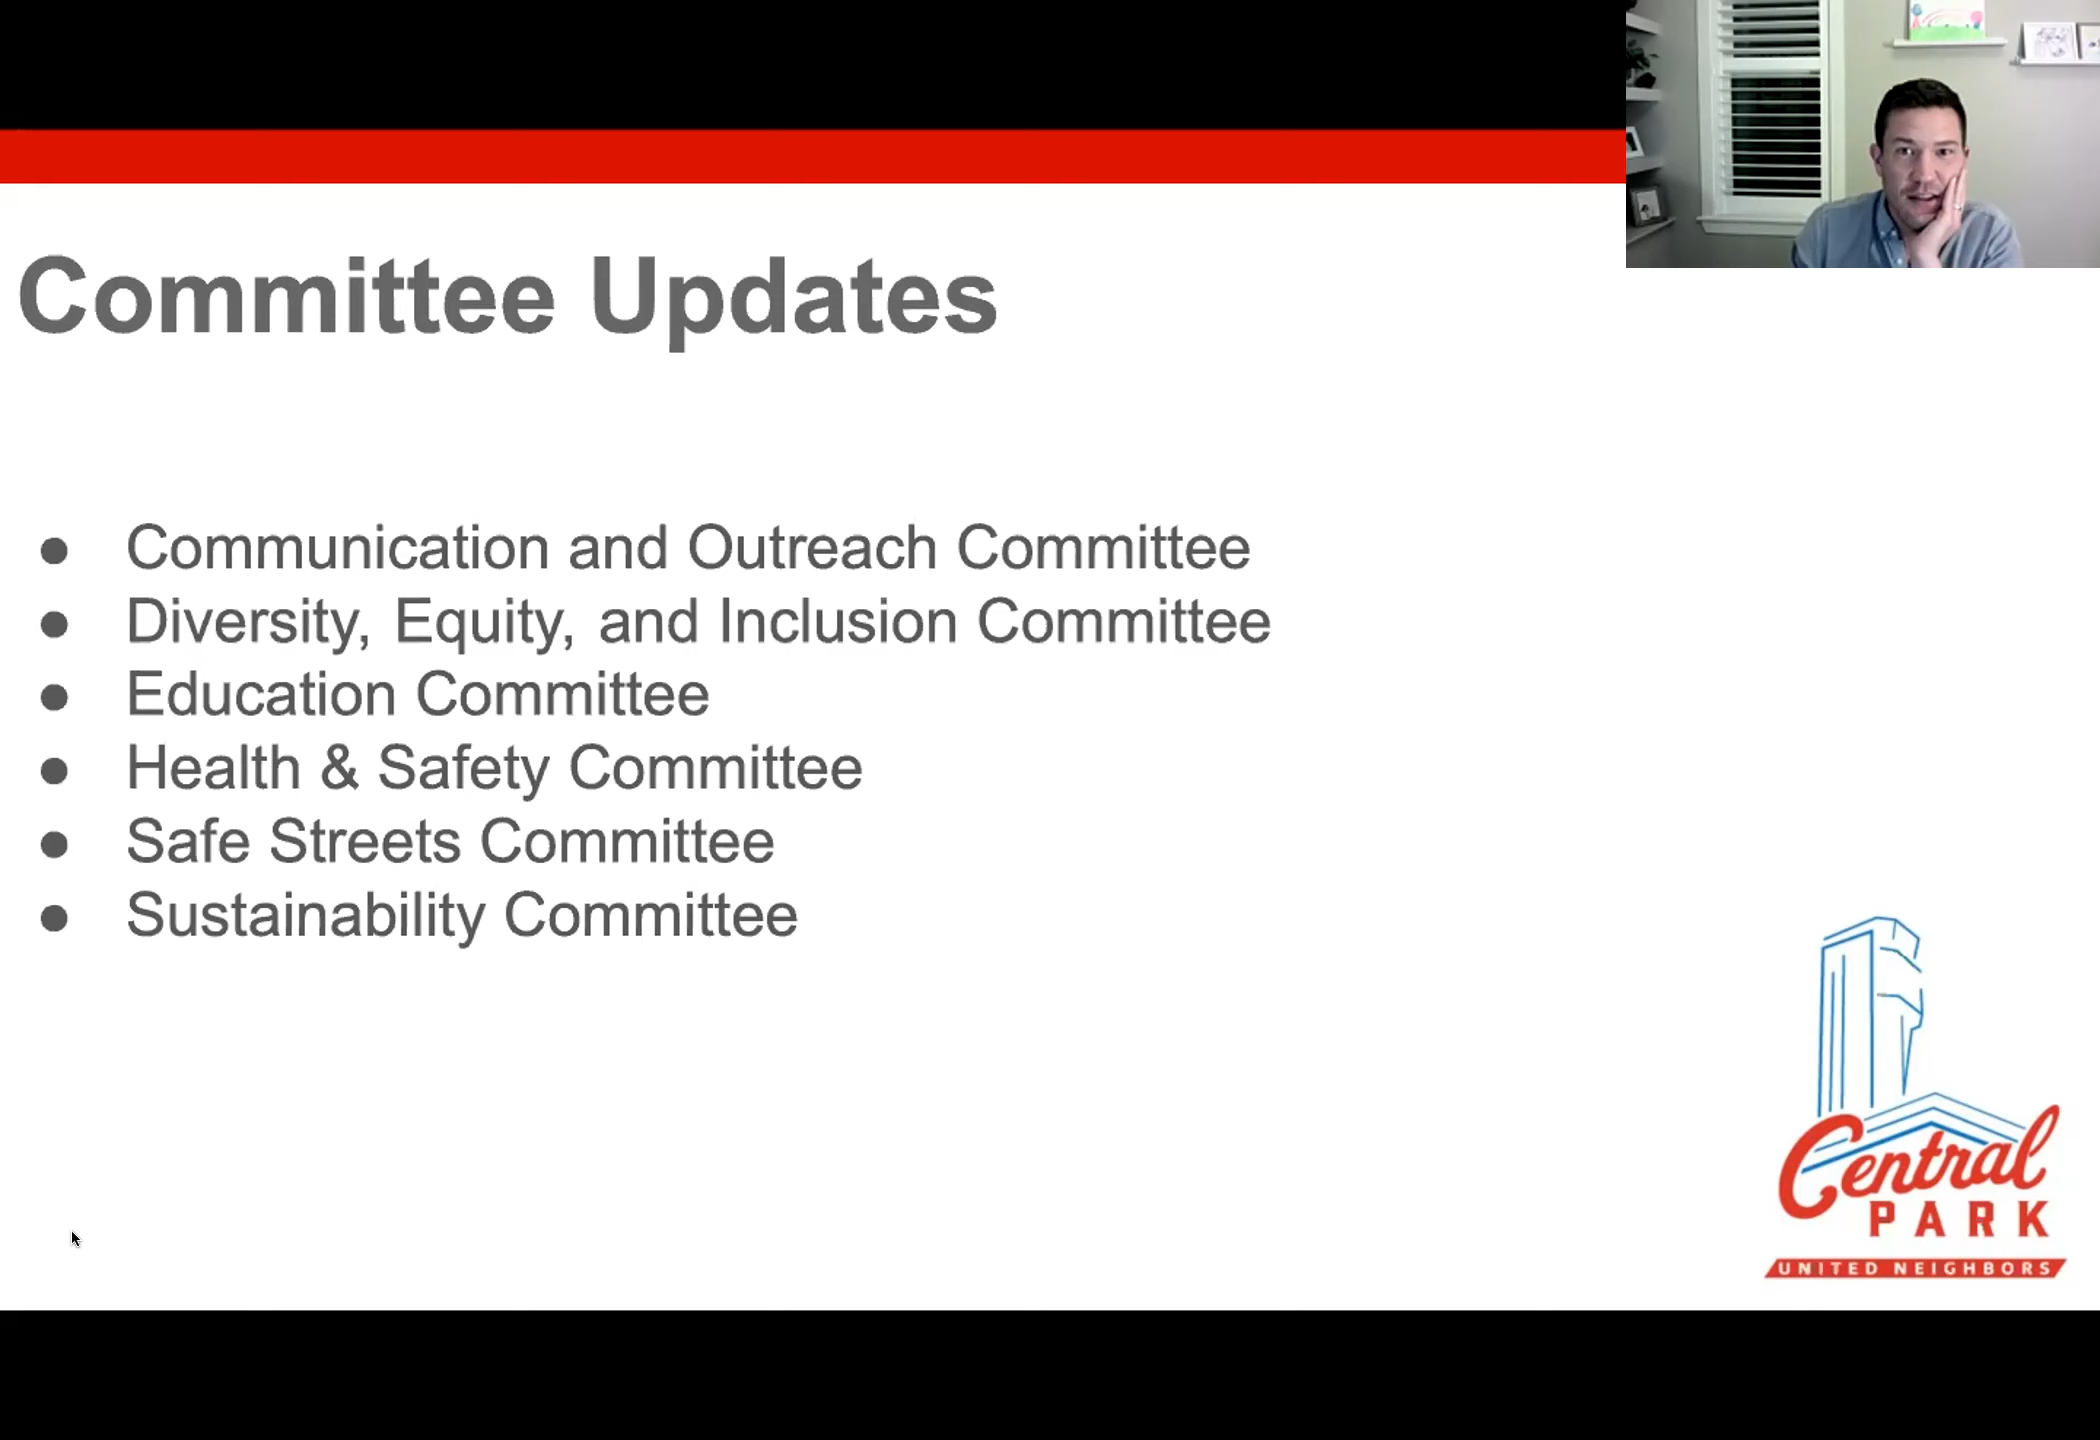 Committee Updates
● Communication and Outreach Committee
● Diversity, Equity, and Inclusion Committee
● Education Committee
● Health & Safety Committee
● Safe Streets Committee
● Sustainability Committee
Central
PARK
UNITED NEIGHBORS